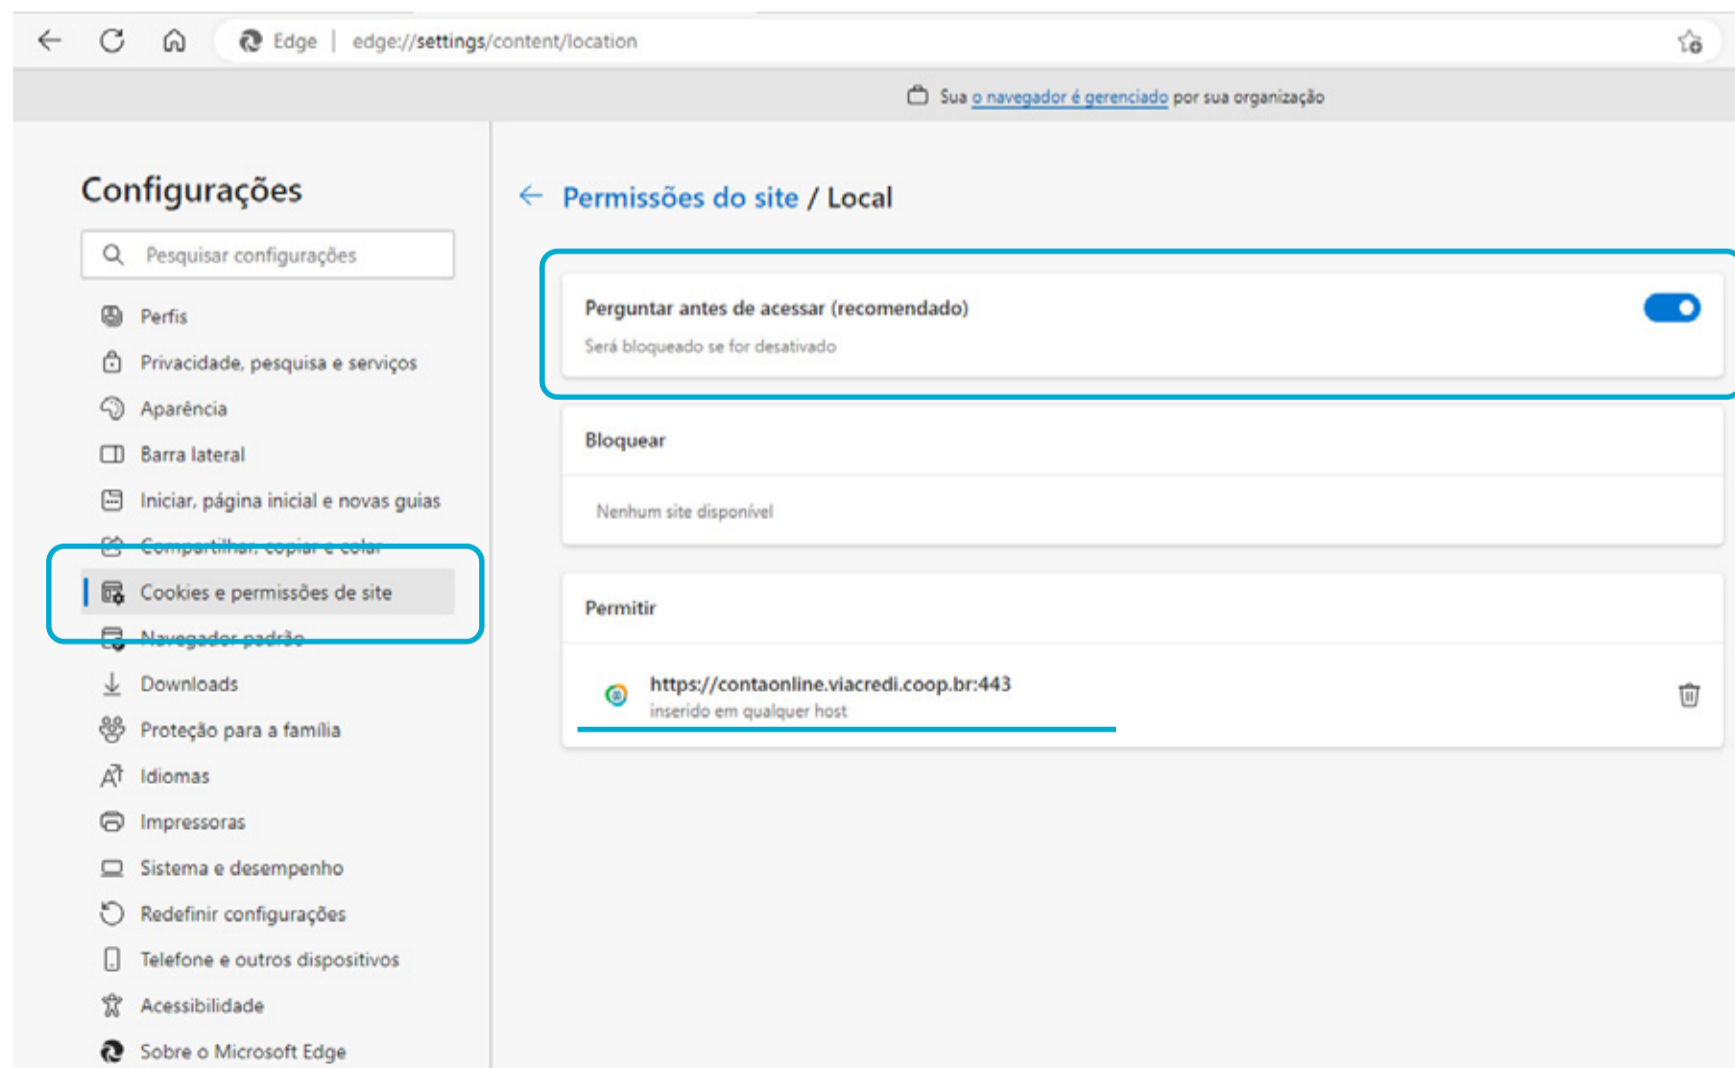 Edge | edge://settings/content/location
Sua o navegador é gerenciado por sua organização
Configurações
Pesquisar configurações
Perfis
Privacidade, pesquisa e serviços
Aparência
Barra lateral
Iniciar, página inicial e novas guias
Compartilhar, copiar e colar
Cookies e permissões de site
Navegador padrão
Downloads
Proteção para a família
Idiomas
Impressoras
Sistema e desempenho
Redefinir configurações
Telefone e outros dispositivos
Acessibilidade
Sobre o Microsoft Edge
Permissões do site / Local
Perguntar antes de acessar (recomendado)
Será bloqueado se for desativado
Bloquear
Nenhum site disponível
Permitir
https://contaonline.viacredi.coop.br:443
inserido em qualquer host